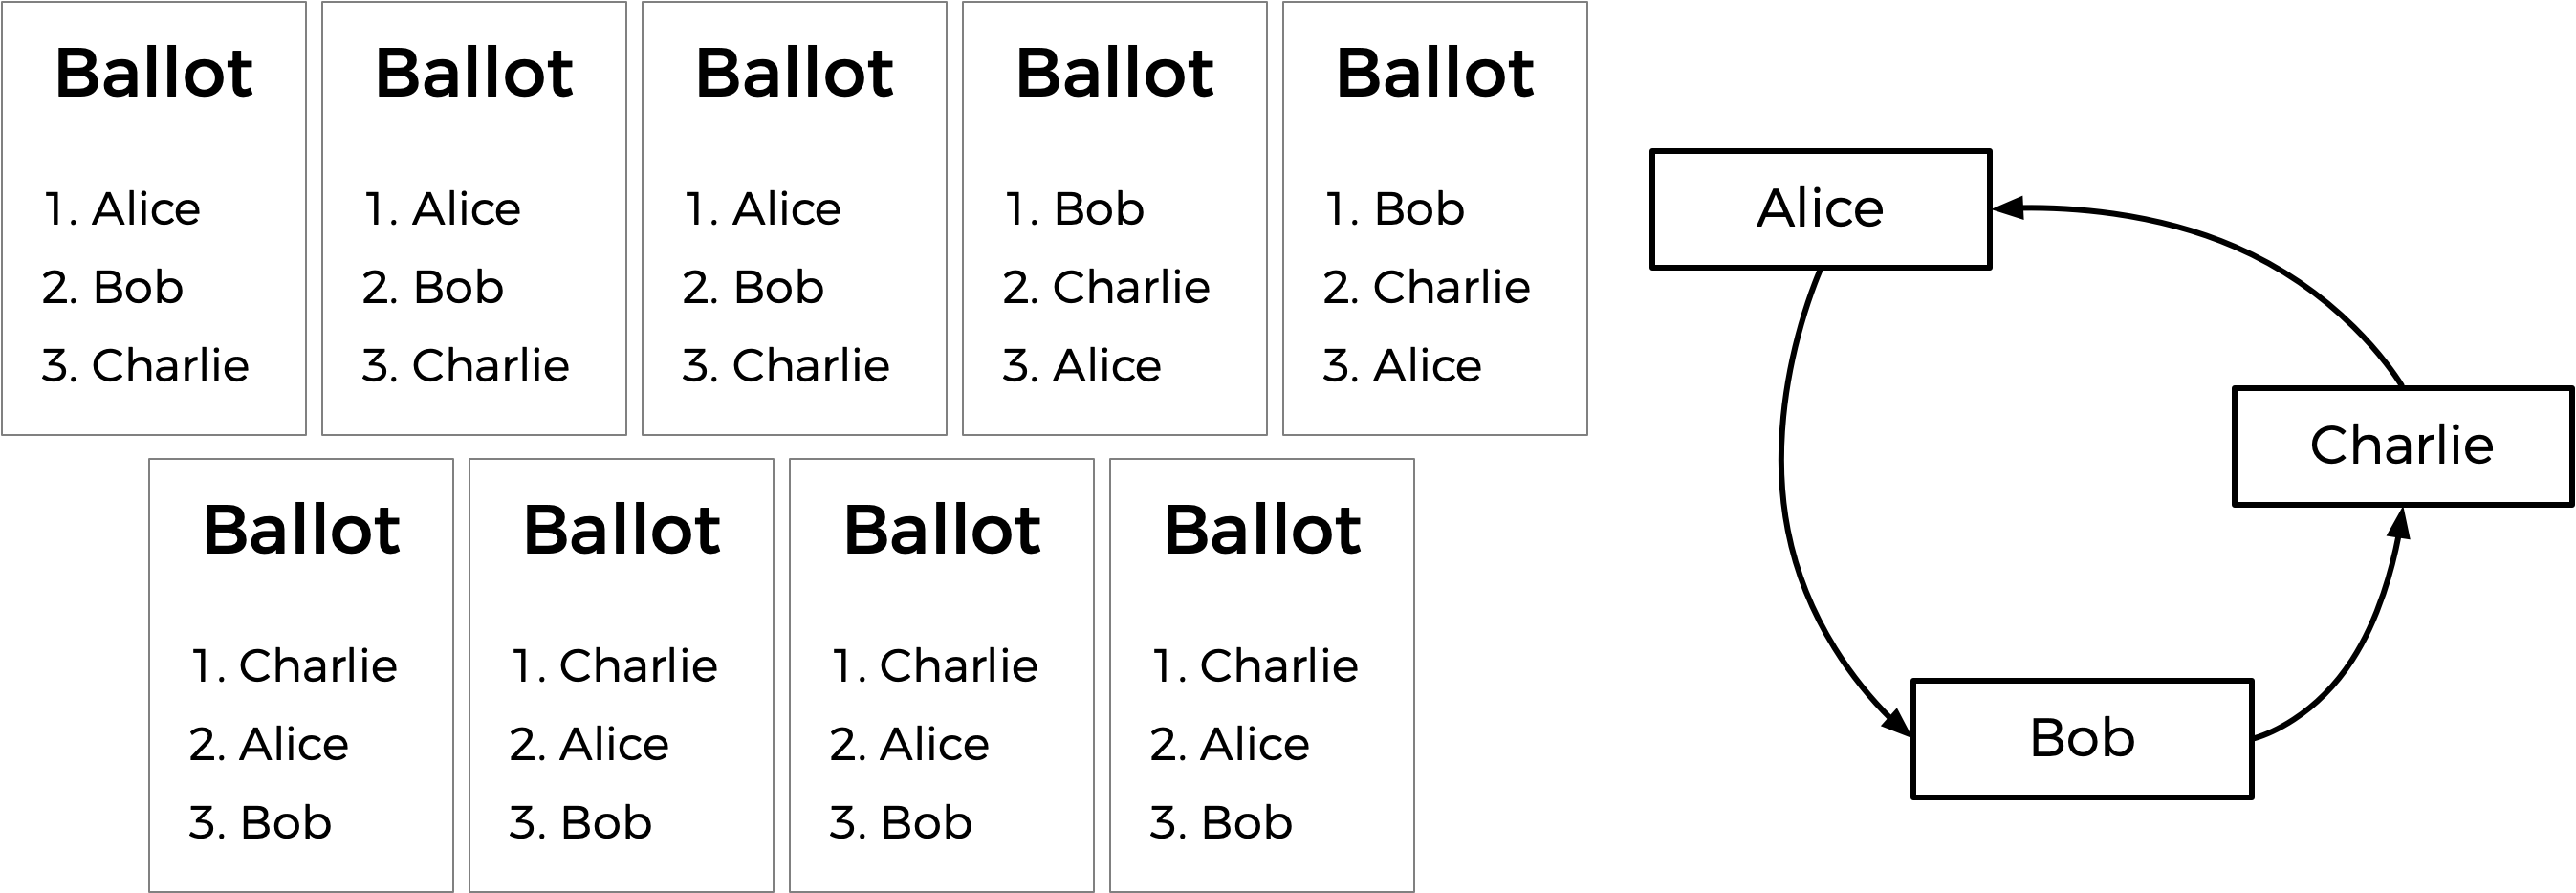 Ballot
1. Alice
2. Bob
3. Charlie
Ballot
1. Alice
2. Bob
3. Charlie
Ballot
1. Alice
2. Bob
3. Charlie
Ballot
1. Bob
2. Charlie
3. Alice
Ballot
1. Bob
2. Charlie
3. Alice
Ballot
1. Charlie
2. Alice
3. Bob
Ballot
1. Charlie
2. Alice
3. Bob
Ballot
1. Charlie
2. Alice
3. Bob
Ballot
1. Charlie
2. Alice
3. Bob
Alice
Charlie
Bob